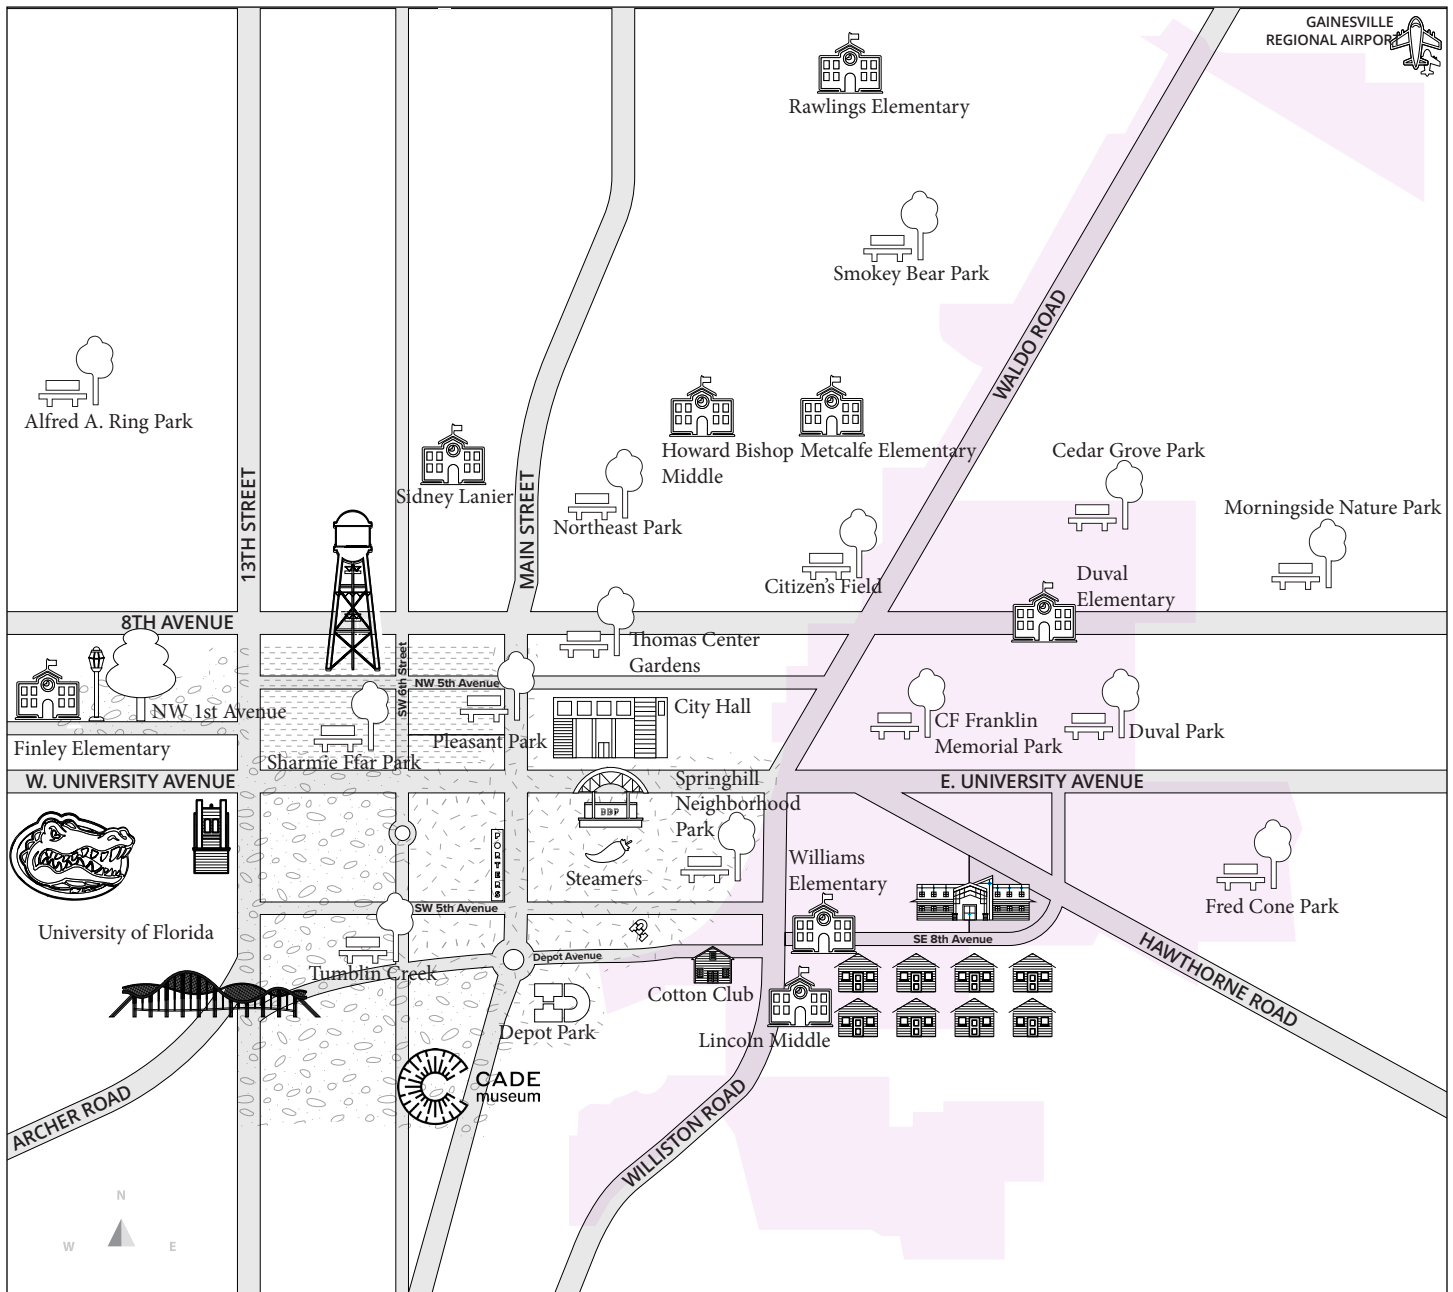 GAINESVILLE
REGIONAL AIRPORT
Rawlings Elementary
Smokey Bear Park
WALDO ROAD
Alfred A. Ring Park
Howard Bishop
Middle
Metcalfe Elementary
Cedar Grove Park
Sidney Lanier
13TH STREET
MAIN STREET
Northeast Park
Morningside Nature Park
Citizen's Field
Duval
Elementary
8TH AVENUE
Thomas Center
Gardens
SW 6th Street
NW 5th Avenue
NW 1st Avenue
City Hall
CF Franklin
Memorial Park
Duval Park
Pleasant Park
Finley Elementary
Sharmie Ffar Park
W. UNIVERSITY AVENUE
E. UNIVERSITY AVENUE
Springhill
Neighborhood
Park
BDP
PORTERS
Steamers
Williams
Elementary
Fred Cone Park
SW 5th Avenue
University of Florida
SE 8th Avenue
HAWTHORNE ROAD
Depot Avenue
Tumblin Creek
Cotton Club
Depot Park
Lincoln Middle
CADE
museum
ARCHER ROAD
WILLISTON ROAD
N
W
E